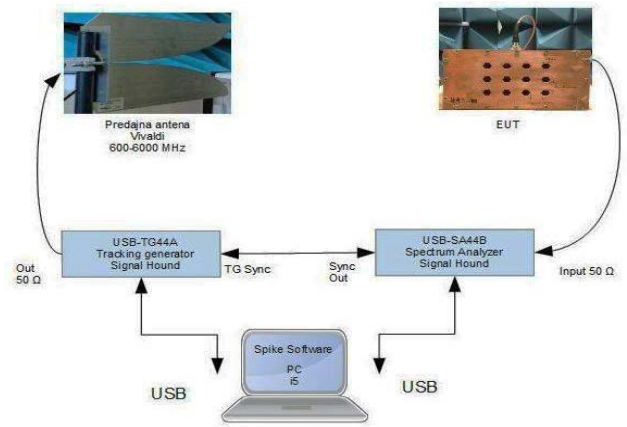 Predajna antena
Vivaldi
600-6000 MHz
EUT
USB-TG44A
Tracking generator
Signal Hound
USB-SA44B
Spectrum Analyzer
Signal Hound
Out
50 Ω
TG Sync
Sync
Out
Input 50 Ω
Spike Software
PC
i5
USB
USB